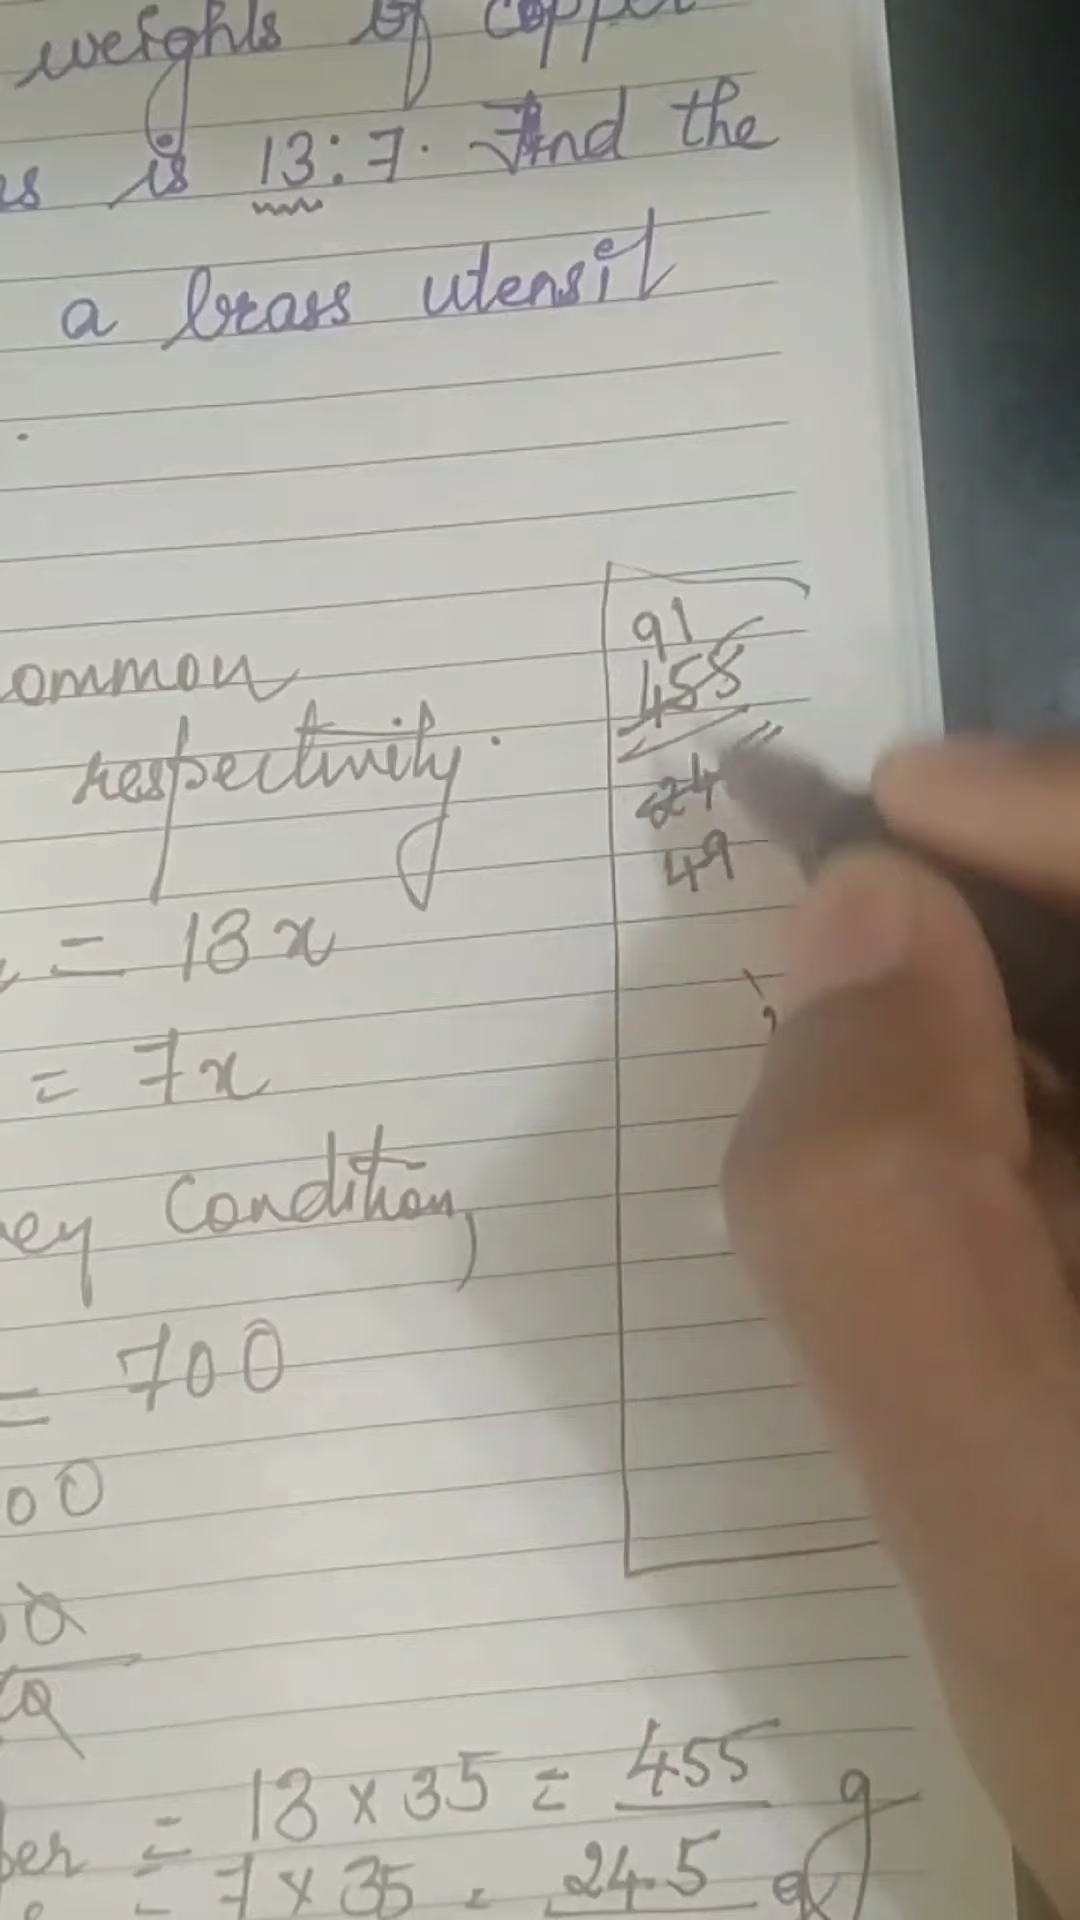 weights of copper
is 13:7. Find the
a brass utensil
.
ommon
respectively.
= 13x
= 7x
condition,
= 700
00
91
455
24
49
= 13 x 35 = 455 g
= 7 x 35 = 245 g